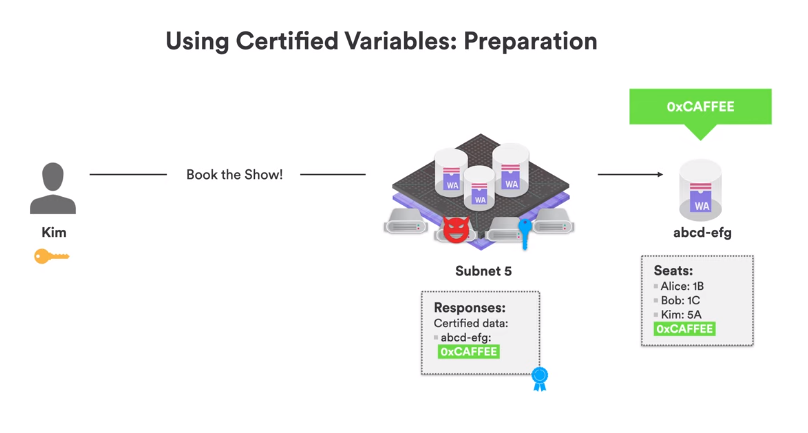 Using Certified Variables: Preparation
0xCAFFEE
Book the Show!
WA
WA
WA
WA
Kim
abcd-efg
Subnet 5
Responses:
Certified data:
abcd-efg:
0xCAFFEE
Seats:
Alice: 1B
Bob: 1C
Kim: 5A
0xCAFFEE